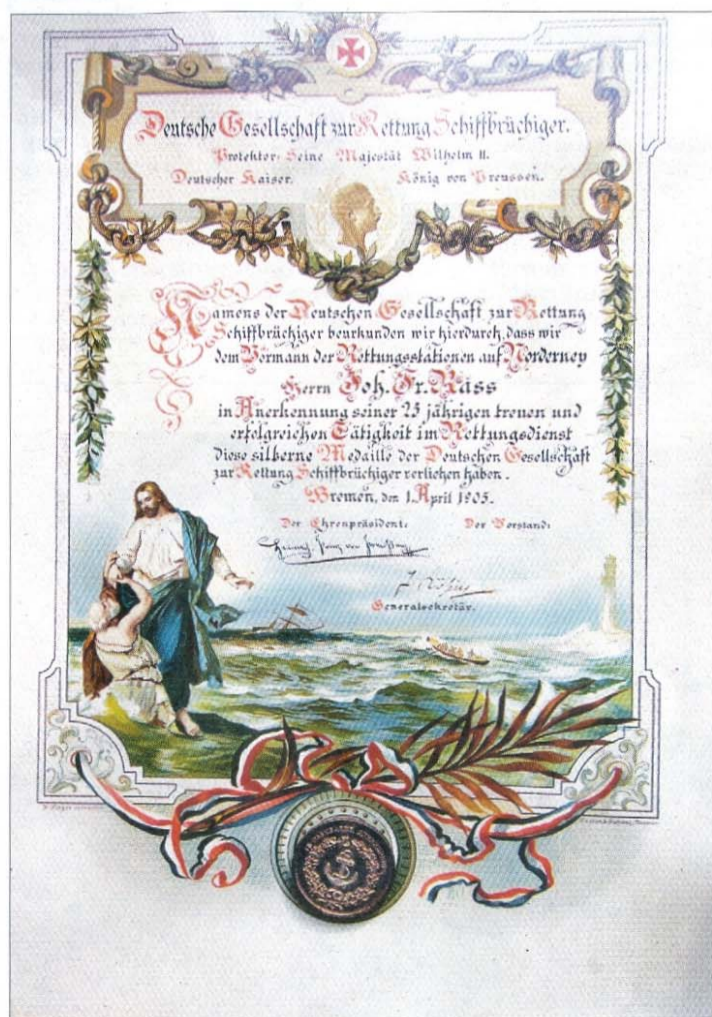 Deutsche Gesellschaft zur Rettung Schiffbrüchiger.
Protektor: Seine Majestät Wilhelm II.
Deutscher Kaiser. König von Preussen.
Namens der Deutschen Gesellschaft zur Rettung
Schiffbrüchiger beurkunden wir hierdurch, dass wir
dem Vormann der Rettungsstationen auf Norderney
Herrn Joh. Fr. Rass
in Anerkennung seiner 25 jährigen treuen und
erfolgreichen Tätigkeit im Rettungsdienst
diese silberne Medaille der Deutschen Gesellschaft
zur Rettung Schiffbrüchiger verliehen haben.
Bremen, den 1. April 1905.
Der Ehrenpräsident: Der Vorstand:
Generalsekretär.